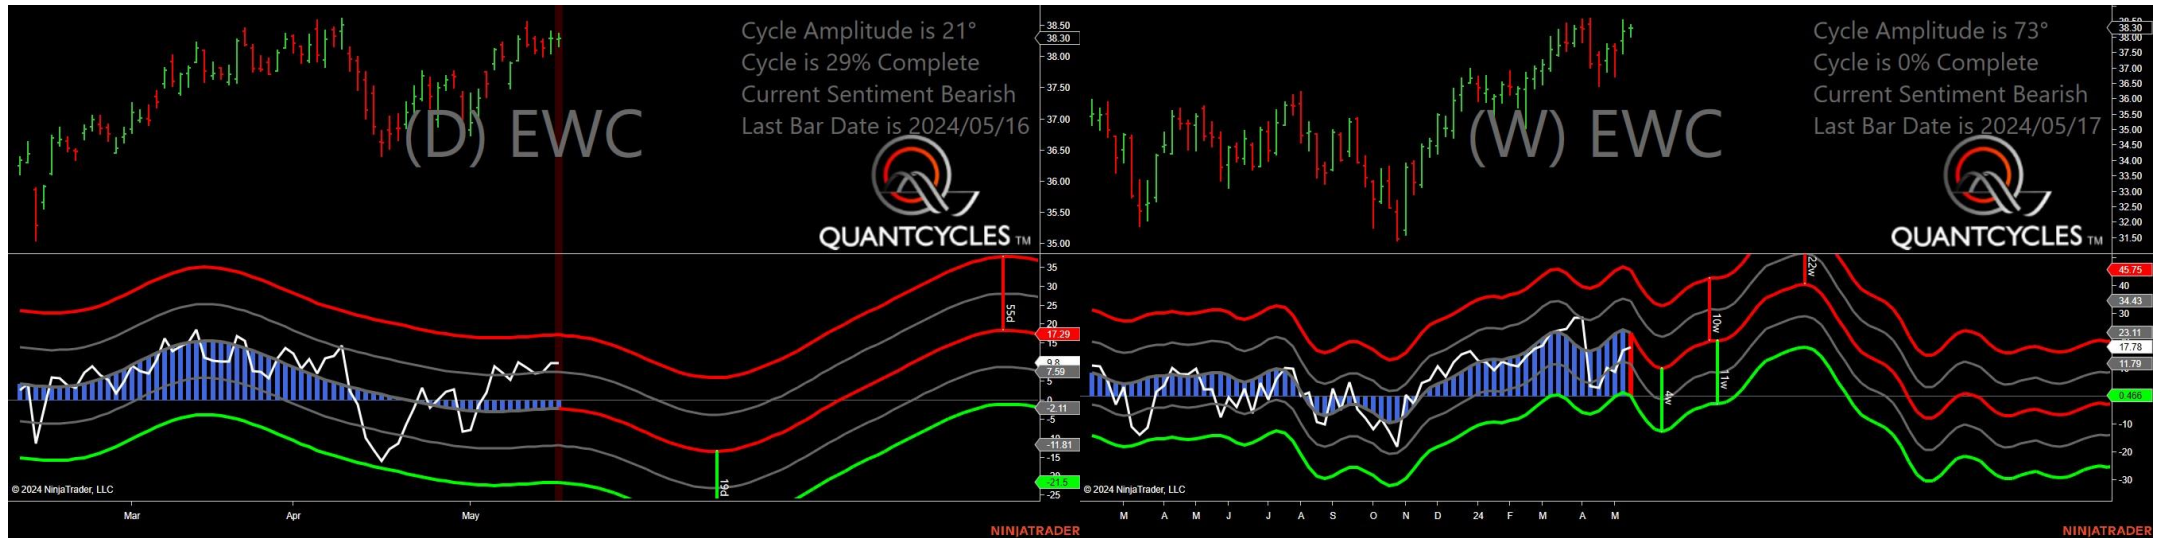 Cycle Amplitude is 21°
Cycle is 29% Complete
Current Sentiment Bearish
Last Bar Date is 2024/05/16
(D) EWC
QUANTCYCLES TM
38.50
38.30
38.00
37.50
37.00
36.50
36.00
35.50
35.00
35
30
25
20
17.29
15
9.8
7.59
5
0
-2.11
-5
-11.81
-15
-21.5
-25
55d
19d
© 2024 NinjaTrader, LLC
Mar Apr May
NINJATRADER
Cycle Amplitude is 73°
Cycle is 0% Complete
Current Sentiment Bearish
Last Bar Date is 2024/05/17
(W) EWC
QUANTCYCLES TM
38.50
38.30
38.00
37.50
37.00
36.50
36.00
35.50
35.00
34.50
34.00
33.50
33.00
32.50
32.00
31.50
45.75
40
34.43
30
23.11
17.78
11.79
0.466
-10
-20
-30
22w
10w
11w
4w
© 2024 NinjaTrader, LLC
M A M J J A S O N D 24 F M A M
NINJATRADER